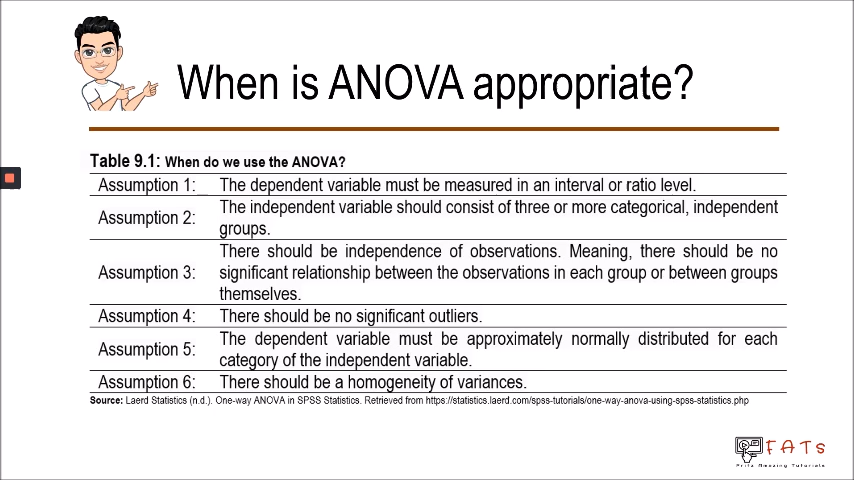 When is ANOVA appropriate?
Table 9.1: When do we use the ANOVA?
Assumption 1: The dependent variable must be measured in an interval or ratio level.
Assumption 2: The independent variable should consist of three or more categorical, independent
groups.
Assumption 3: There should be independence of observations. Meaning, there should be no
significant relationship between the observations in each group or between groups
themselves.
Assumption 4: There should be no significant outliers.
Assumption 5: The dependent variable must be approximately normally distributed for each
category of the independent variable.
Assumption 6: There should be a homogeneity of variances.
Source: Laerd Statistics (n.d.). One-way ANOVA in SPSS Statistics. Retrieved from https://statistics.laerd.com/spss-tutorials/one-way-anova-using-spss-statistics.php
FATs
Fritz Amazing Tutorials